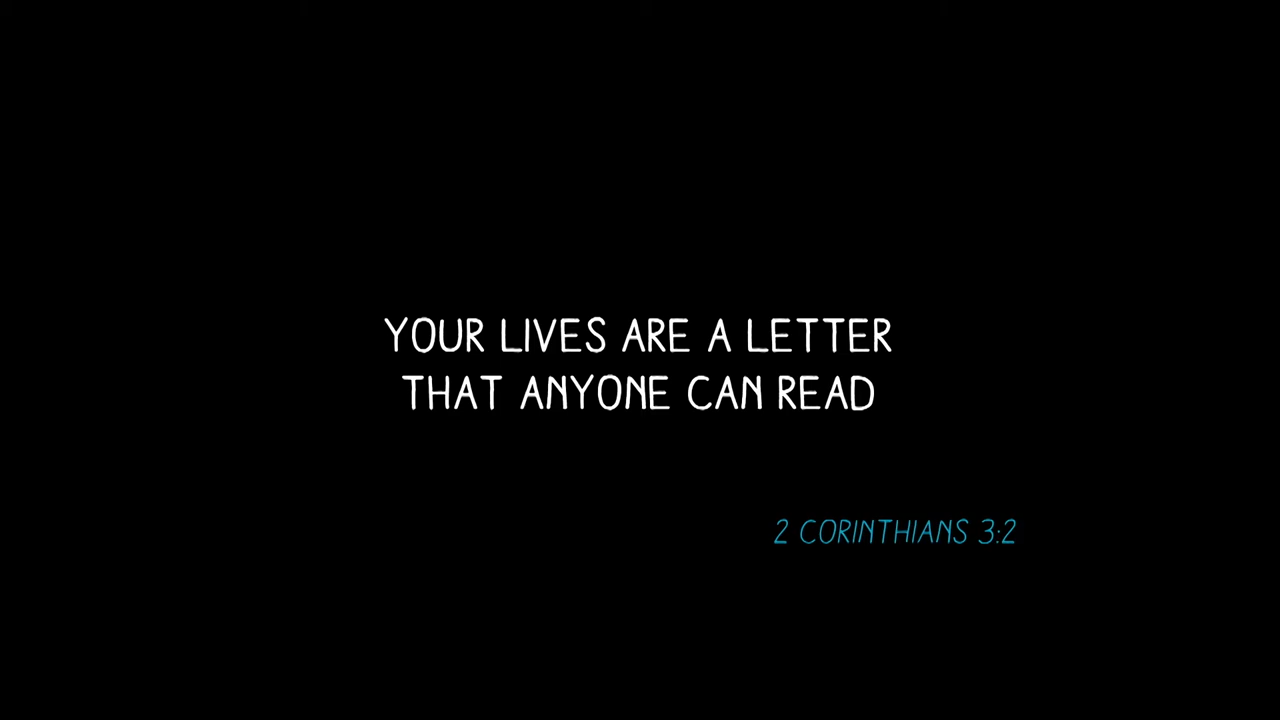 YOUR LIVES ARE A LETTER
THAT ANYONE CAN READ
2 CORINTHIANS 3:2